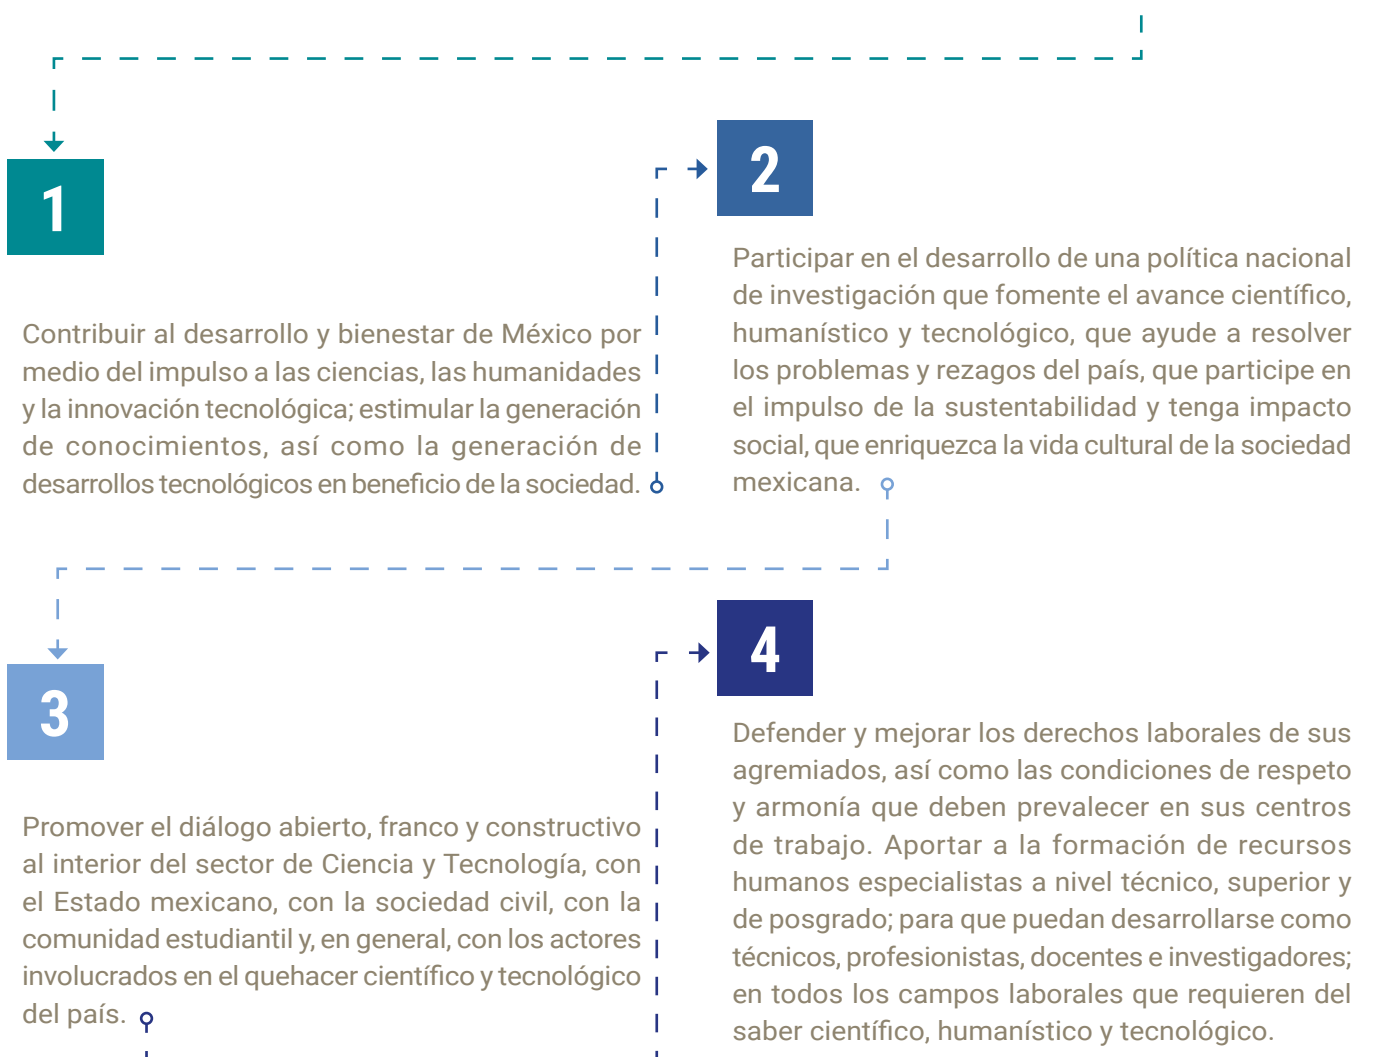 1
Contribuir al desarrollo y bienestar de México por
medio del impulso a las ciencias, las humanidades
y la innovación tecnológica; estimular la generación
de conocimientos, así como la generación de
desarrollos tecnológicos en beneficio de la sociedad.
2
Participar en el desarrollo de una política nacional
de investigación que fomente el avance científico,
humanístico y tecnológico, que ayude a resolver
los problemas y rezagos del país, que participe en
el impulso de la sustentabilidad y tenga impacto
social, que enriquezca la vida cultural de la sociedad
mexicana.
3
Promover el diálogo abierto, franco y constructivo
al interior del sector de Ciencia y Tecnología, con
el Estado mexicano, con la sociedad civil, con la
comunidad estudiantil y, en general, con los actores
involucrados en el quehacer científico y tecnológico
del país.
4
Defender y mejorar los derechos laborales de sus
agremiados, así como las condiciones de respeto
y armonía que deben prevalecer en sus centros
de trabajo. Aportar a la formación de recursos
humanos especialistas a nivel técnico, superior y
de posgrado; para que puedan desarrollarse como
técnicos, profesionistas, docentes e investigadores;
en todos los campos laborales que requieren del
saber científico, humanístico y tecnológico.